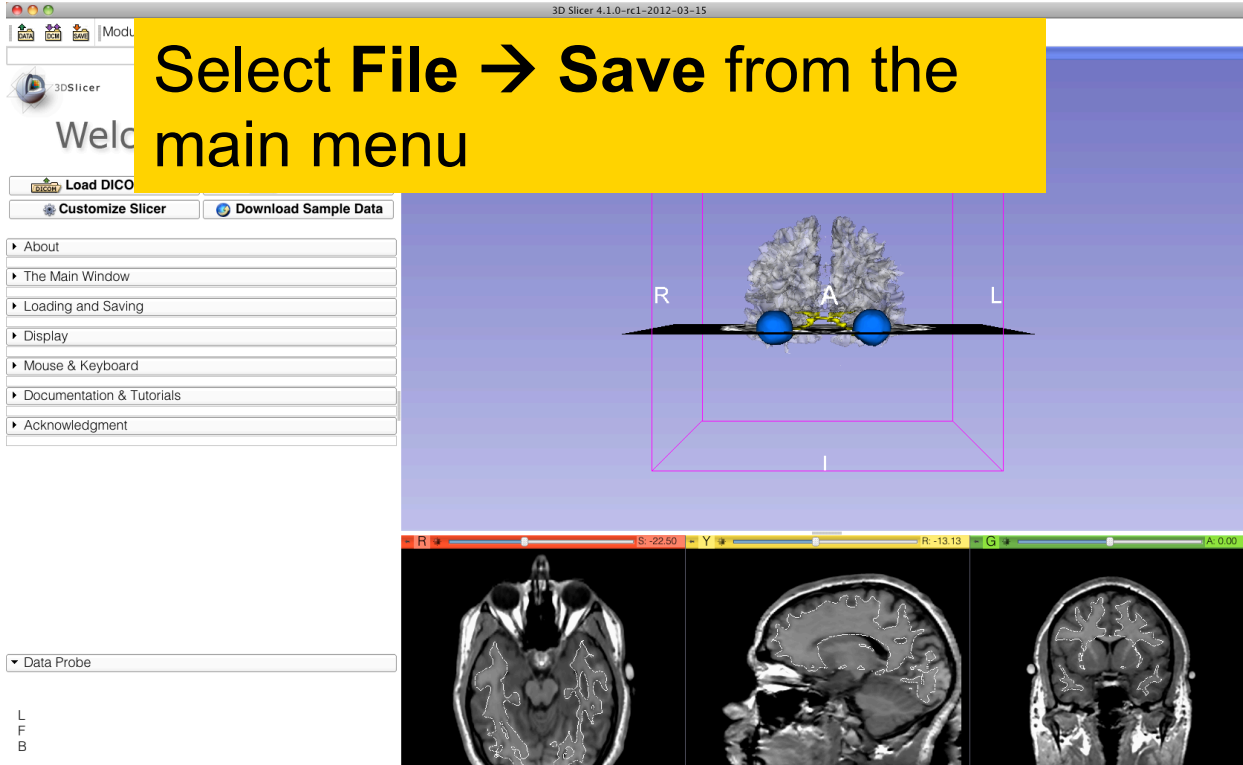 3D Slicer 4.1.0-rc1-2012-03-15
DATA DCM SAVE
Select File → Save from the
main menu
3DSlicer
DICOM Load DICO
Customize Slicer
Download Sample Data
About
The Main Window
Loading and Saving
Display
Mouse & Keyboard
Documentation & Tutorials
Acknowledgment
R
A
L
I
R
S: -22.50
Y
R: -13.13
G
A: 0.00
Data Probe
L
F
B